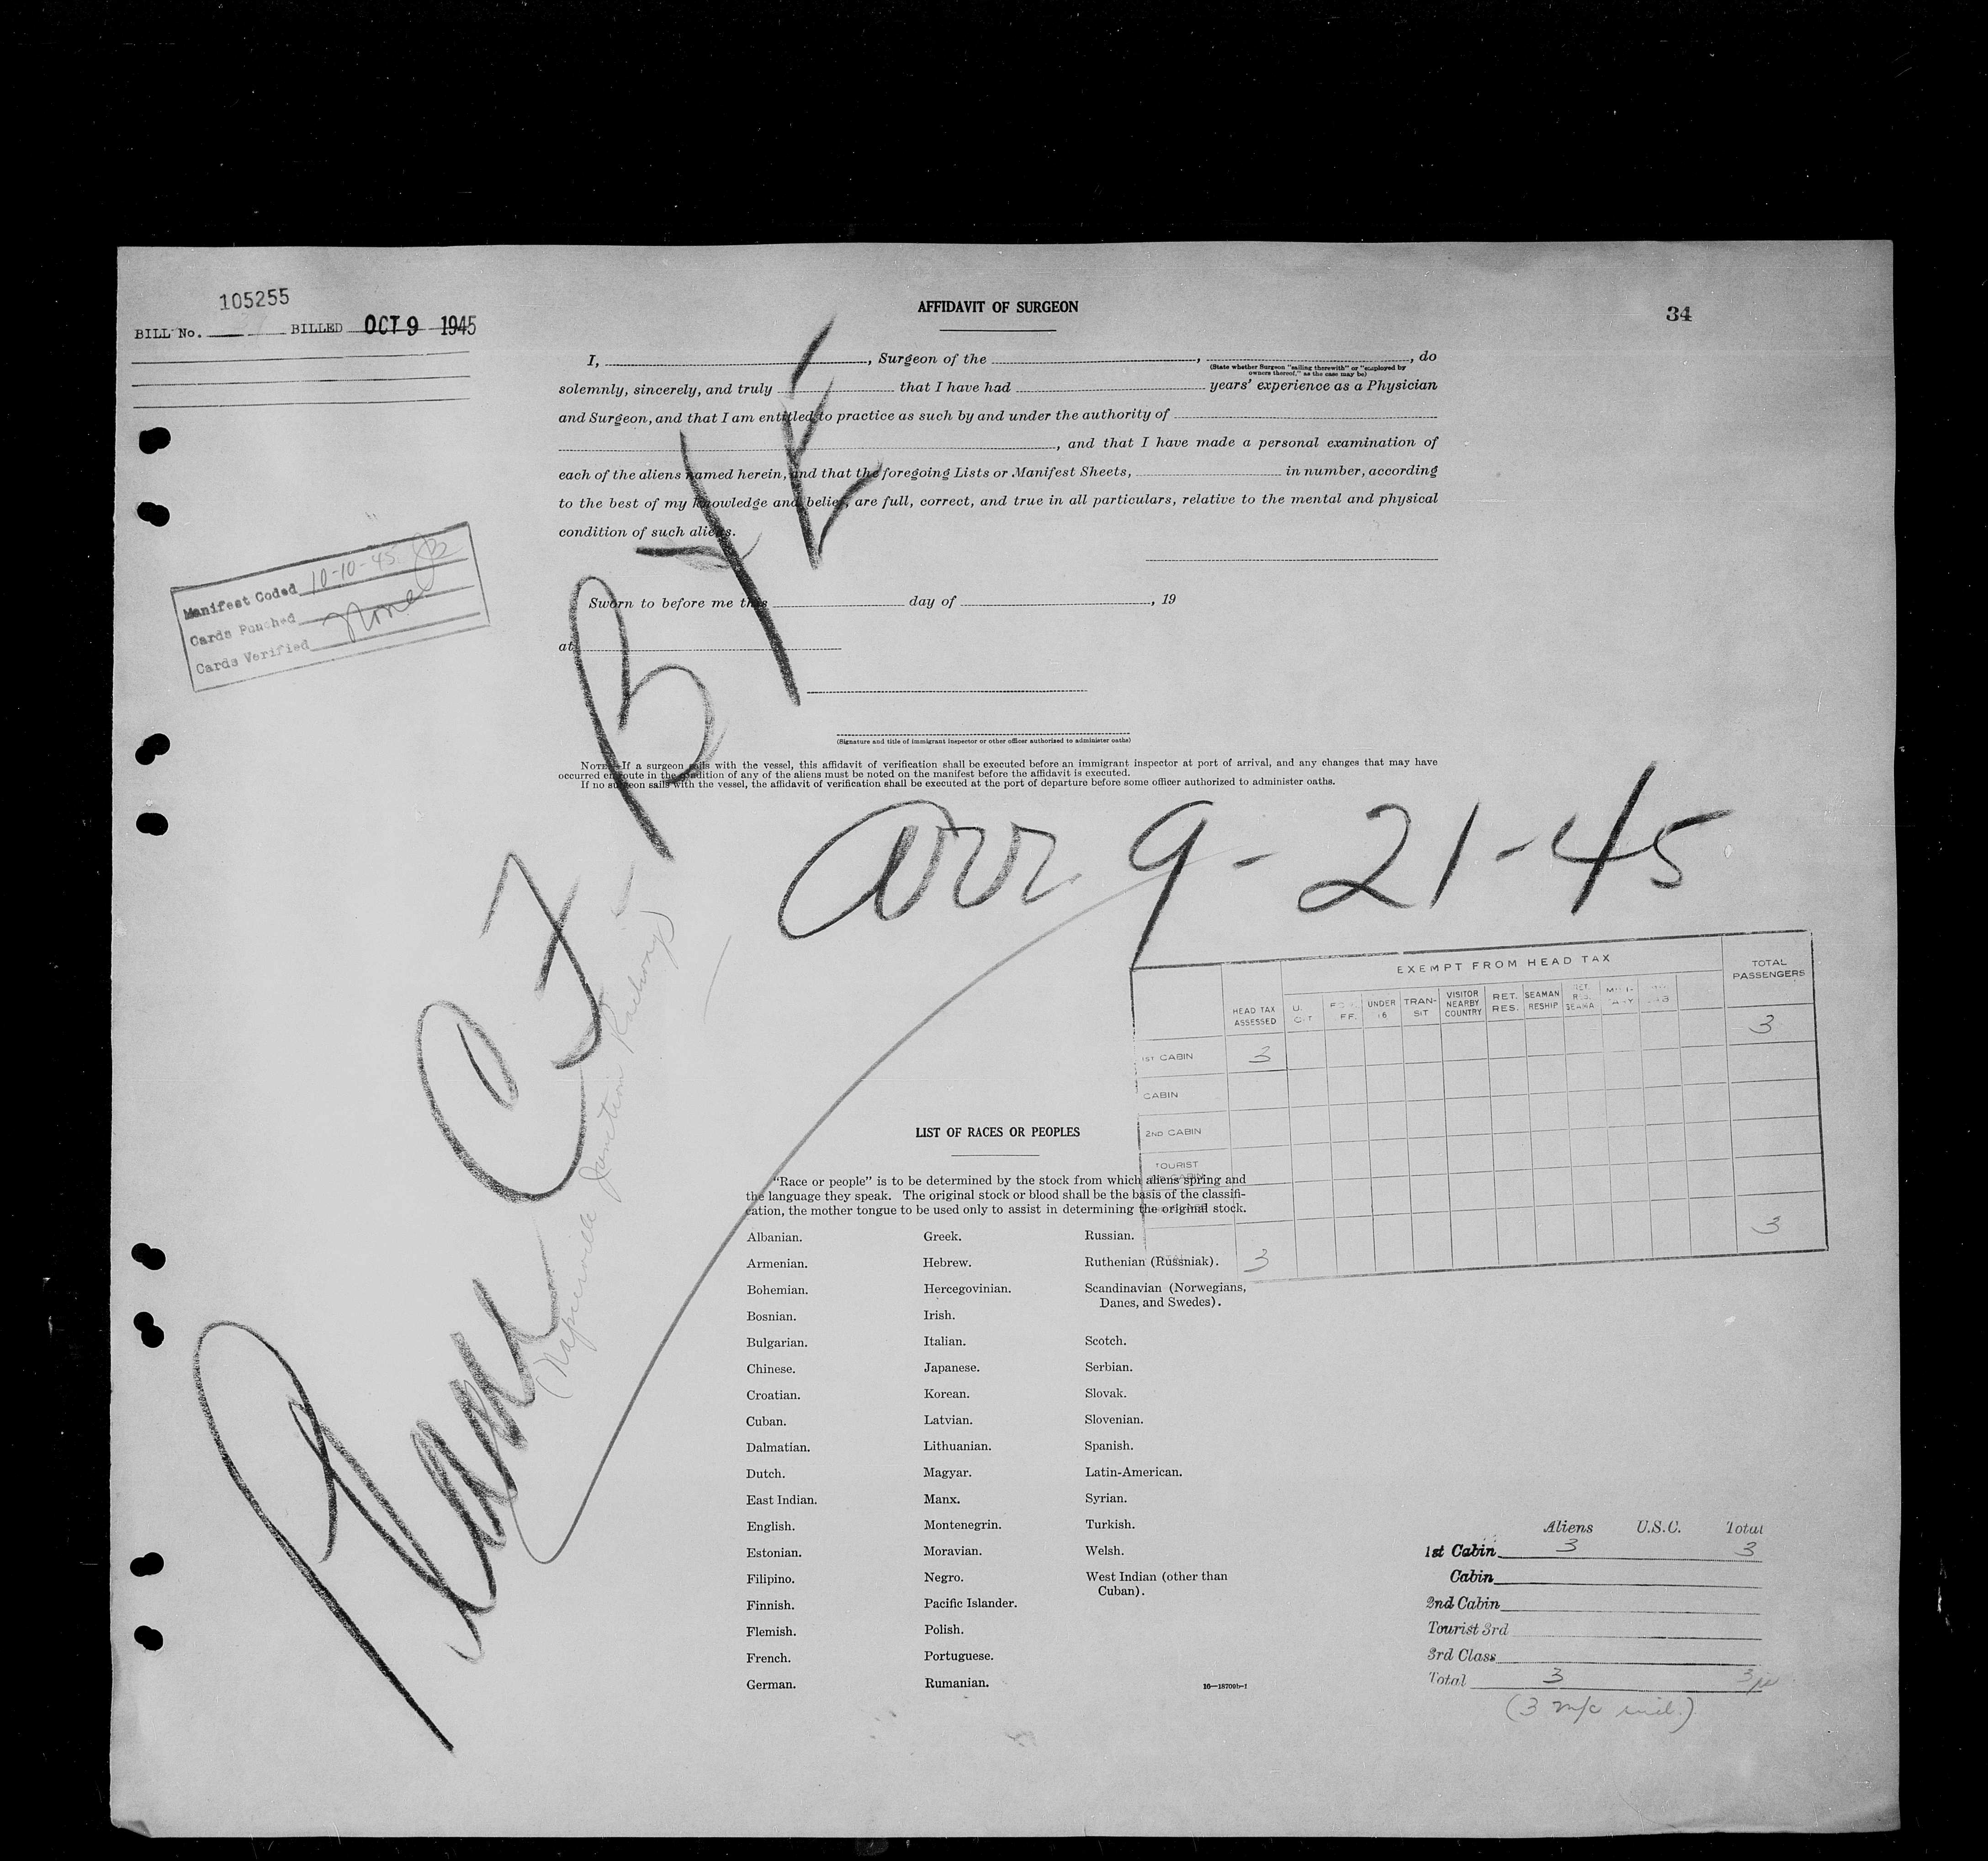 105255
BILL No. BILLED OCT 9 1945
34
AFFIDAVIT OF SURGEON
I, , Surgeon of the , , do
(State whether Surgeon "sailing therewith" or "employed by
owners thereof," as the case may be)
solemnly, sincerely, and truly that I have had years' experience as a Physician
and Surgeon, and that I am entitled to practice as such by and under the authority of
, and that I have made a personal examination of
each of the aliens named herein, and that the foregoing Lists or Manifest Sheets, in number, according
to the best of my knowledge and belief, are full, correct, and true in all particulars, relative to the mental and physical
condition of such aliens.
Manifest Coded 10-10-45
Cards Punched none
Cards Verified
Sworn to before me this day of , 19
at
(Signature and title of immigrant inspector or other officer authorized to administer oaths)
NOTE.—If a surgeon sails with the vessel, this affidavit of verification shall be executed before an immigrant inspector at port of arrival, and any changes that may have
occurred en route in the condition of any of the aliens must be noted on the manifest before the affidavit is executed.
If no surgeon sails with the vessel, the affidavit of verification shall be executed at the port of departure before some officer authorized to administer oaths.
Plane CF BYE
(Napierville Junction Railway)
arr 9-21-45
EXEMPT FROM HEAD TAX
TOTAL PASSENGERS
HEAD TAX ASSESSED
UNDER 16
TRANSIT
VISITOR NEARBY COUNTRY
RET. RES.
SEAMAN RESHIP
3
1ST CABIN 3
CABIN
2ND CABIN
TOURIST
3
3
LIST OF RACES OR PEOPLES
"Race or people" is to be determined by the stock from which aliens spring and
the language they speak. The original stock or blood shall be the basis of the classifi-
cation, the mother tongue to be used only to assist in determining the original stock.
Albanian. Greek. Russian.
Armenian. Hebrew. Ruthenian (Russniak).
Bohemian. Hercegovinian. Scandinavian (Norwegians,
Danes, and Swedes).
Bosnian. Irish.
Bulgarian. Italian. Scotch.
Chinese. Japanese. Serbian.
Croatian. Korean. Slovak.
Cuban. Latvian. Slovenian.
Dalmatian. Lithuanian. Spanish.
Dutch. Magyar. Latin-American.
East Indian. Manx. Syrian.
English. Montenegrin. Turkish.
Estonian. Moravian. Welsh.
Filipino. Negro. West Indian (other than
Cuban).
Finnish. Pacific Islander.
Flemish. Polish.
French. Portuguese.
German. Rumanian.
16—18709b-1
Aliens U.S.C. Total
1st Cabin 3 3
Cabin
2nd Cabin
Tourist 3rd
3rd Class
Total 3 3
(3 m/c incl.)